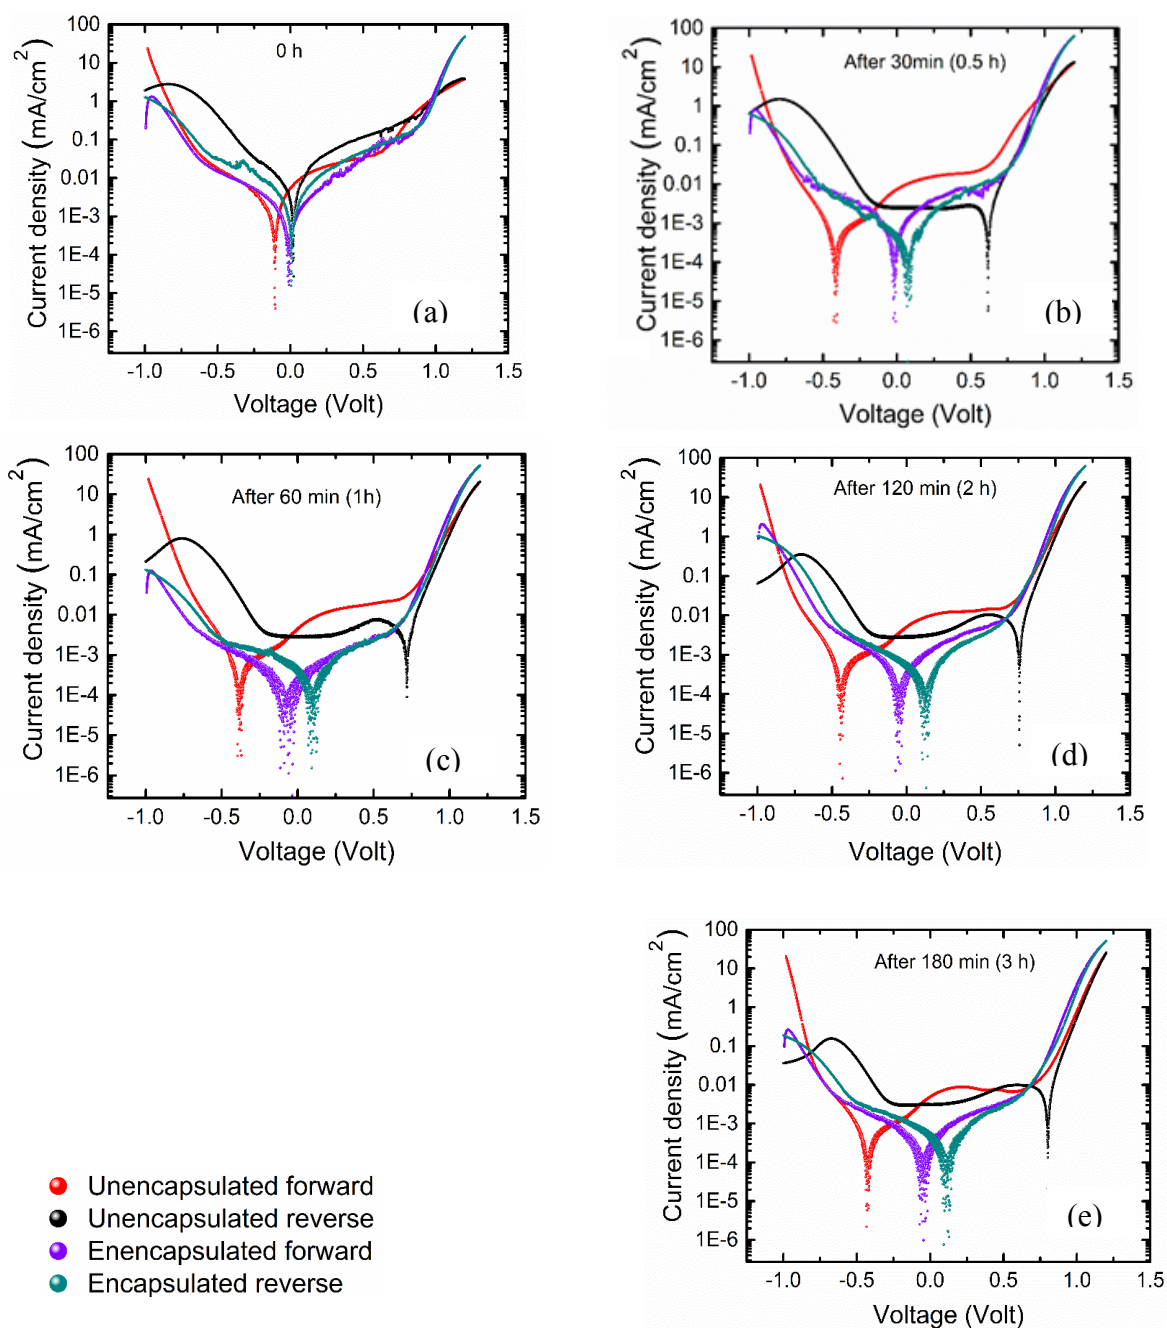 100
10
1
0.1
0.01
1E-3
1E-4
1E-5
1E-6
-1.0 -0.5 0.0 0.5 1.0 1.5
Voltage (Volt)
Current density (mA/cm²)
0 h
(a)
100
10
1
0.1
0.01
1E-3
1E-4
1E-5
1E-6
-1.0 -0.5 0.0 0.5 1.0 1.5
Voltage (Volt)
Current density (mA/cm²)
After 30min (0.5 h)
(b)
100
10
1
0.1
0.01
1E-3
1E-4
1E-5
1E-6
-1.0 -0.5 0.0 0.5 1.0 1.5
Voltage (Volt)
Current density (mA/cm²)
After 60 min (1h)
(c)
100
10
1
0.1
0.01
1E-3
1E-4
1E-5
1E-6
-1.0 -0.5 0.0 0.5 1.0 1.5
Voltage (Volt)
Current density (mA/cm²)
After 120 min (2 h)
(d)
100
10
1
0.1
0.01
1E-3
1E-4
1E-5
1E-6
-1.0 -0.5 0.0 0.5 1.0 1.5
Voltage (Volt)
Current density (mA/cm²)
After 180 min (3 h)
(e)
Unencapsulated forward
Unencapsulated reverse
Enencapsulated forward
Encapsulated reverse